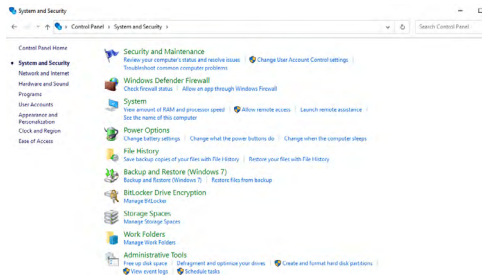 System and Security
Control Panel > System and Security >
Search Control Panel
Control Panel Home
System and Security
Network and Internet
Hardware and Sound
Programs
User Accounts
Appearance and
Personalization
Clock and Region
Ease of Access
Security and Maintenance
Review your computer's status and resolve issues | Change User Account Control settings |
Troubleshoot common computer problems
Windows Defender Firewall
Check firewall status | Allow an app through Windows Firewall
System
View amount of RAM and processor speed | Allow remote access | Launch remote assistance |
See the name of this computer
Power Options
Change battery settings | Change what the power buttons do | Change when the computer sleeps
File History
Save backup copies of your files with File History | Restore your files with File History
Backup and Restore (Windows 7)
Backup and Restore (Windows 7) | Restore files from backup
BitLocker Drive Encryption
Manage BitLocker
Storage Spaces
Manage Storage Spaces
Work Folders
Manage Work Folders
Administrative Tools
Free up disk space | Defragment and optimize your drives | Create and format hard disk partitions |
View event logs | Schedule tasks